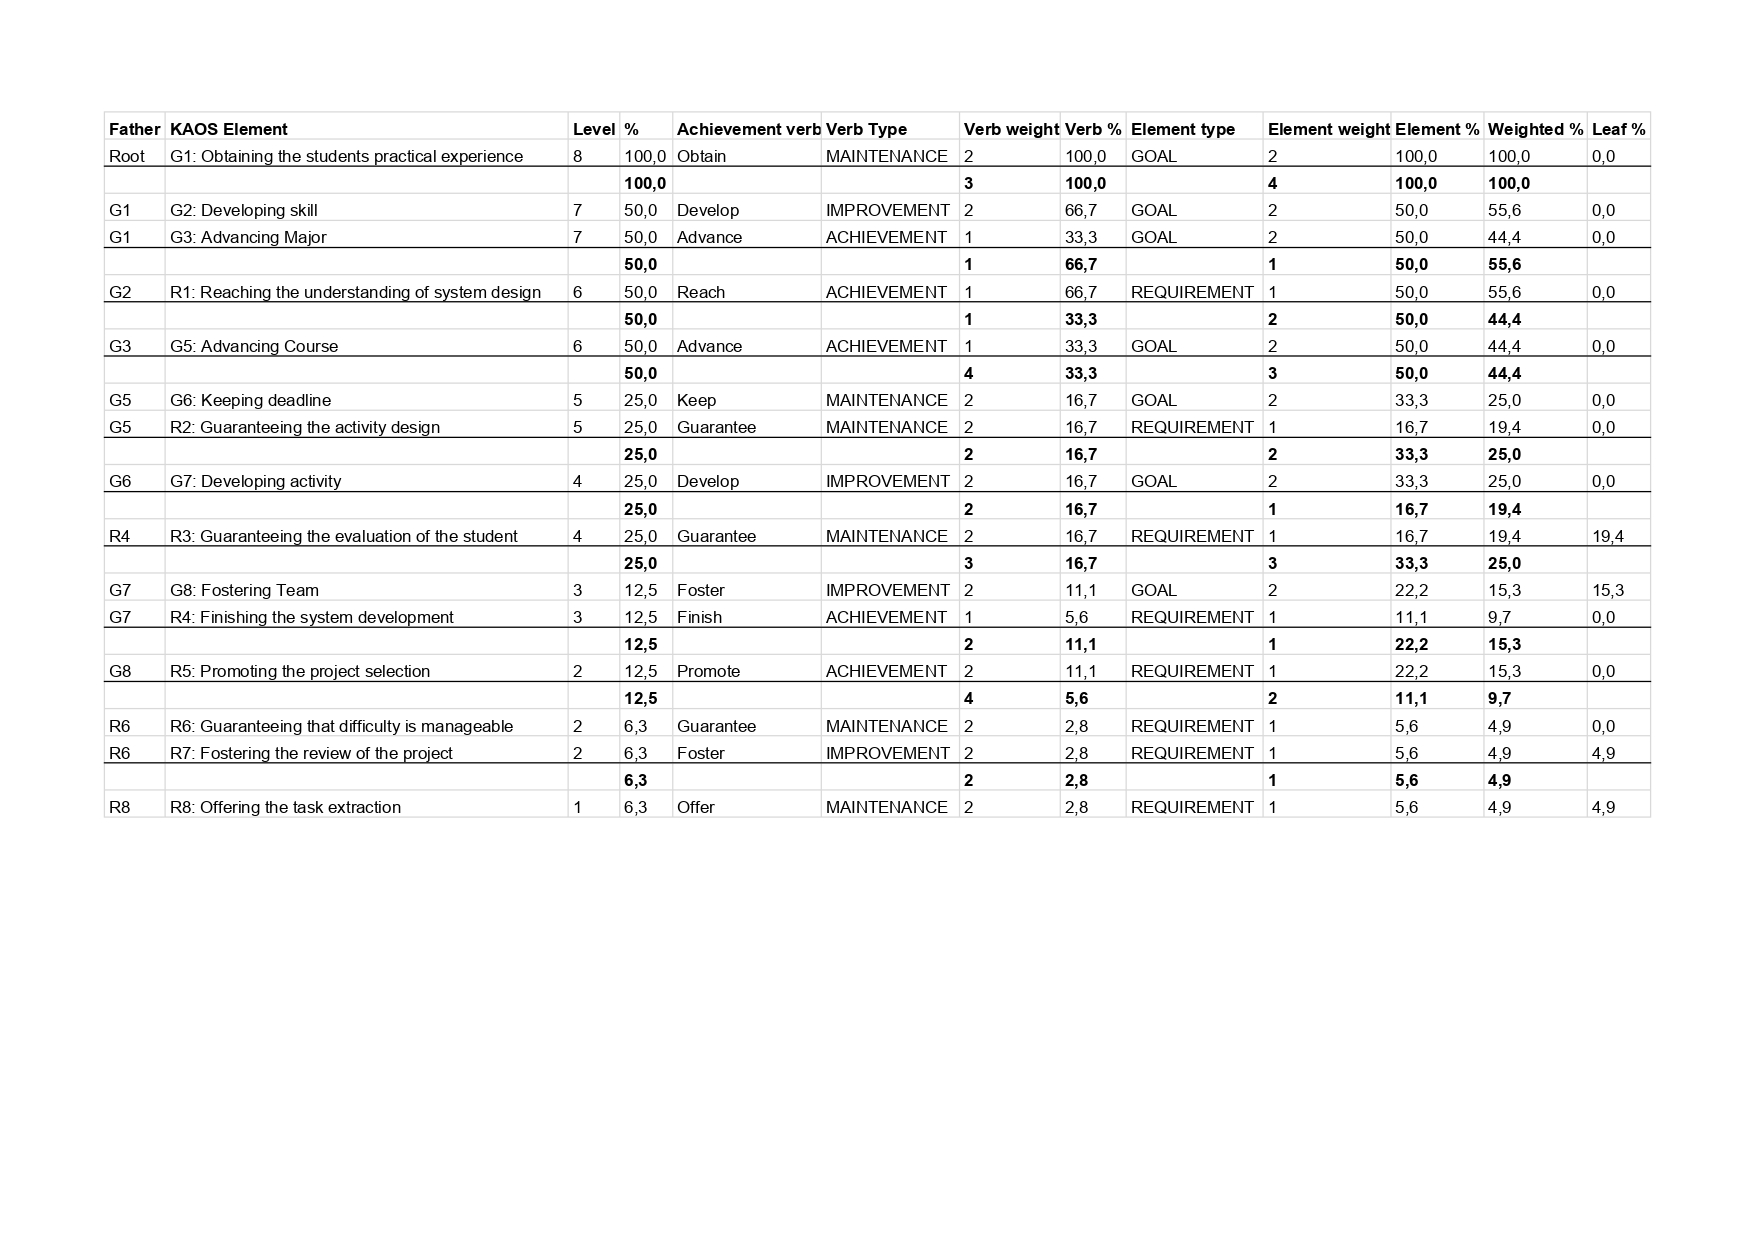 Father KAOS Element Level % Achievement verb Verb Type Verb weight Verb % Element type Element weight Element % Weighted % Leaf %
Root G1: Obtaining the students practical experience 8 100,0 Obtain MAINTENANCE 2 100,0 GOAL 2 100,0 100,0 0,0
100,0 3 100,0 4 100,0 100,0
G1 G2: Developing skill 7 50,0 Develop IMPROVEMENT 2 66,7 GOAL 2 50,0 55,6 0,0
G1 G3: Advancing Major 7 50,0 Advance ACHIEVEMENT 1 33,3 GOAL 2 50,0 44,4 0,0
50,0 1 66,7 1 50,0 55,6
G2 R1: Reaching the understanding of system design 6 50,0 Reach ACHIEVEMENT 1 66,7 REQUIREMENT 1 50,0 55,6 0,0
50,0 1 33,3 2 50,0 44,4
G3 G5: Advancing Course 6 50,0 Advance ACHIEVEMENT 1 33,3 GOAL 2 50,0 44,4 0,0
50,0 4 33,3 3 50,0 44,4
G5 G6: Keeping deadline 5 25,0 Keep MAINTENANCE 2 16,7 GOAL 2 33,3 25,0 0,0
G5 R2: Guaranteeing the activity design 5 25,0 Guarantee MAINTENANCE 2 16,7 REQUIREMENT 1 16,7 19,4 0,0
25,0 2 16,7 2 33,3 25,0
G6 G7: Developing activity 4 25,0 Develop IMPROVEMENT 2 16,7 GOAL 2 33,3 25,0 0,0
25,0 2 16,7 1 16,7 19,4
R4 R3: Guaranteeing the evaluation of the student 4 25,0 Guarantee MAINTENANCE 2 16,7 REQUIREMENT 1 16,7 19,4 19,4
25,0 3 16,7 3 33,3 25,0
G7 G8: Fostering Team 3 12,5 Foster IMPROVEMENT 2 11,1 GOAL 2 22,2 15,3 15,3
G7 R4: Finishing the system development 3 12,5 Finish ACHIEVEMENT 1 5,6 REQUIREMENT 1 11,1 9,7 0,0
12,5 2 11,1 1 22,2 15,3
G8 R5: Promoting the project selection 2 12,5 Promote ACHIEVEMENT 2 11,1 REQUIREMENT 1 22,2 15,3 0,0
12,5 4 5,6 2 11,1 9,7
R6 R6: Guaranteeing that difficulty is manageable 2 6,3 Guarantee MAINTENANCE 2 2,8 REQUIREMENT 1 5,6 4,9 0,0
R6 R7: Fostering the review of the project 2 6,3 Foster IMPROVEMENT 2 2,8 REQUIREMENT 1 5,6 4,9 4,9
6,3 2 2,8 1 5,6 4,9
R8 R8: Offering the task extraction 1 6,3 Offer MAINTENANCE 2 2,8 REQUIREMENT 1 5,6 4,9 4,9